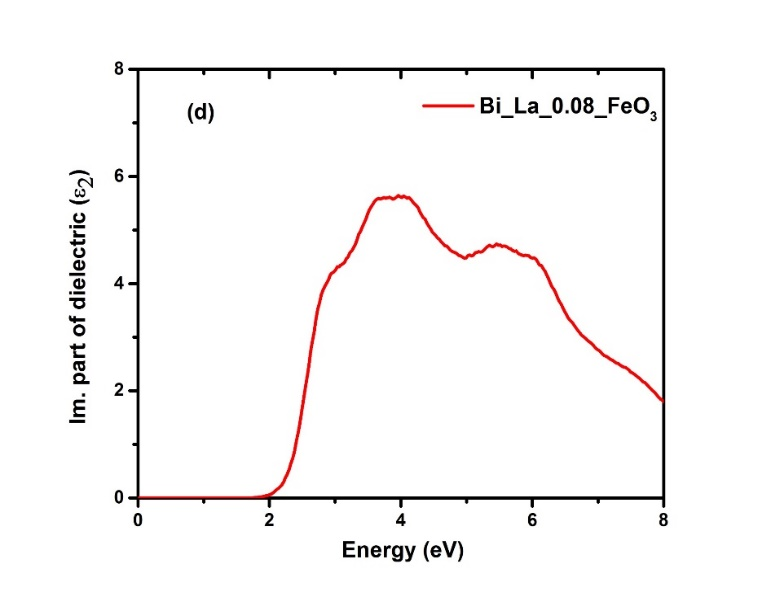 (d)
Bi_La_0.08_FeO₃
Im. part of dielectric (ε2)
8
6
4
2
0
0 2 4 6 8
Energy (eV)